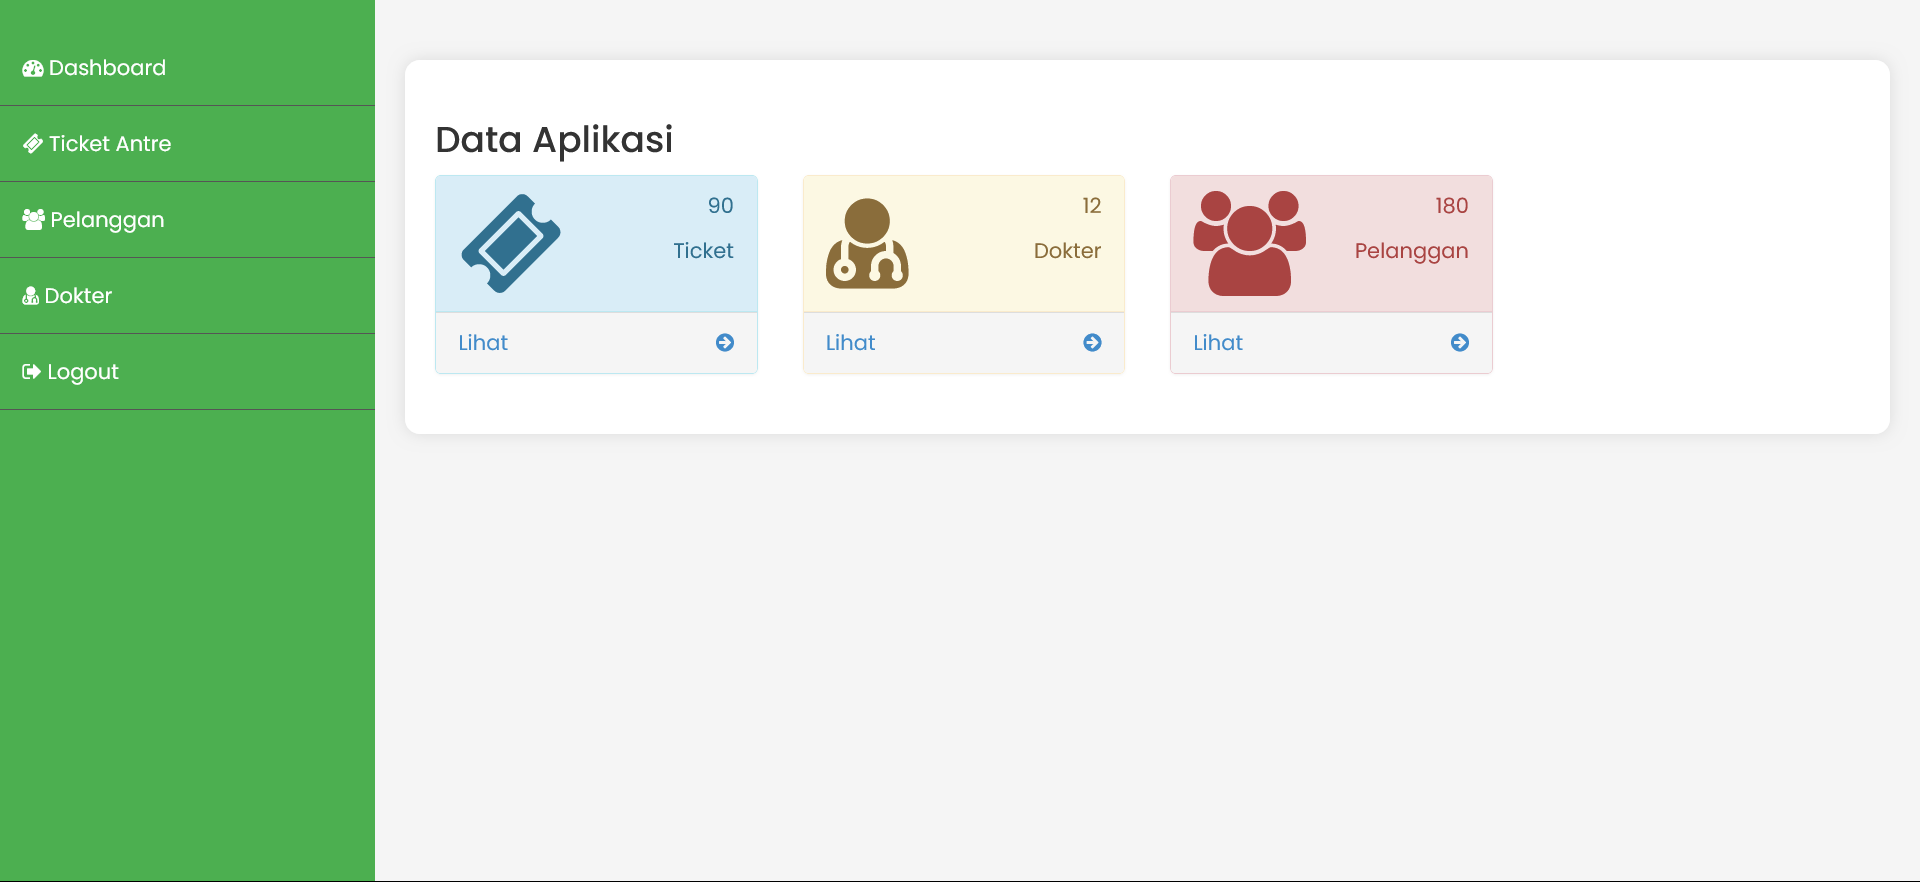 Dashboard
Ticket Antre
Pelanggan
Dokter
Logout
Data Aplikasi
90
Ticket
Lihat
12
Dokter
Lihat
180
Pelanggan
Lihat